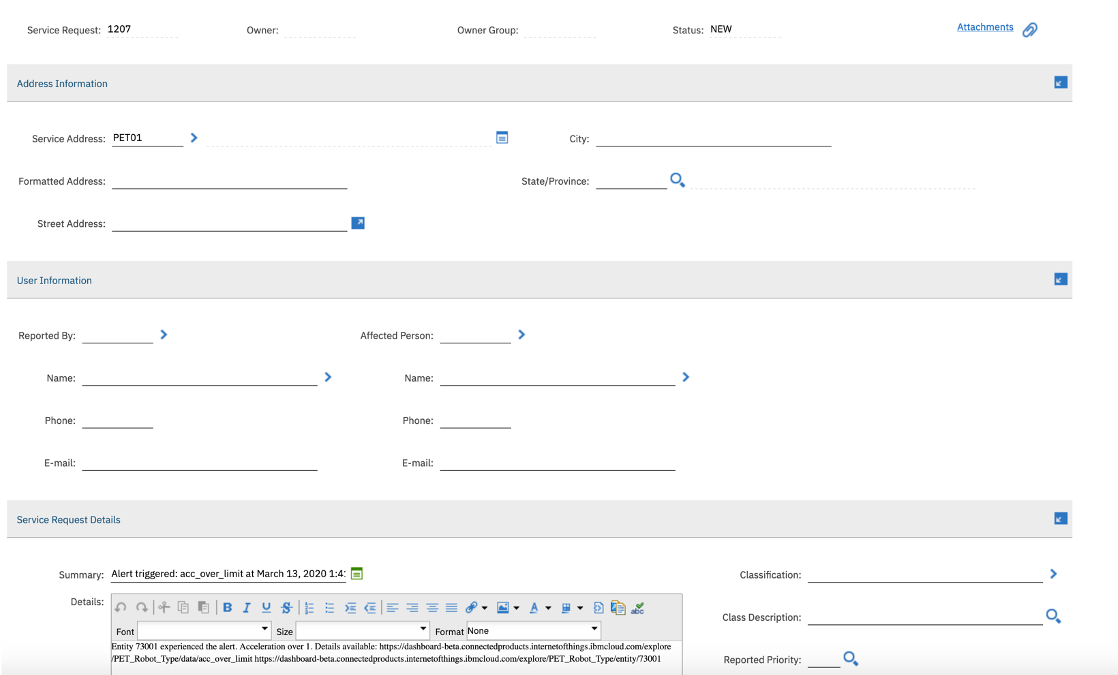 Service Request: 1207 Owner: Owner Group: Status: NEW Attachments
Address Information
Service Address: PET01 City:
Formatted Address: State/Province:
Street Address:
User Information
Reported By: Affected Person:
Name: Name:
Phone: Phone:
E-mail: E-mail:
Service Request Details
Summary: Alert triggered: acc_over_limit at March 13, 2020 1:4 Classification:
Details: B I U S A abc
Class Description:
Font Size Format None
Entity 73001 experienced the alert. Acceleration over 1. Details available: https://dashboard-beta.connectedproducts.internetofthings.ibmcloud.com/explore
/PET_Robot_Type/data/acc_over_limit https://dashboard-beta.connectedproducts.internetofthings.ibmcloud.com/explore/PET_Robot_Type/entity/73001
Reported Priority: